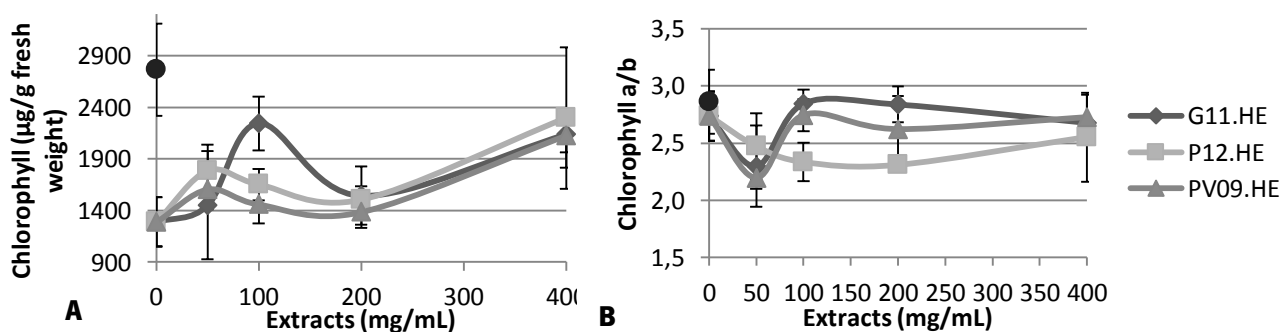 Chlorophyll (µg/g fresh
weight)
2900
2400
1900
1400
900
0 100 200 300 400
A
Extracts (mg/mL)
Chlorophyll a/b
3,5
3,0
2,5
2,0
1,5
0 50 100 150 200 250 300 350 400
B
Extracts (mg/mL)
G11.HE
P12.HE
PV09.HE